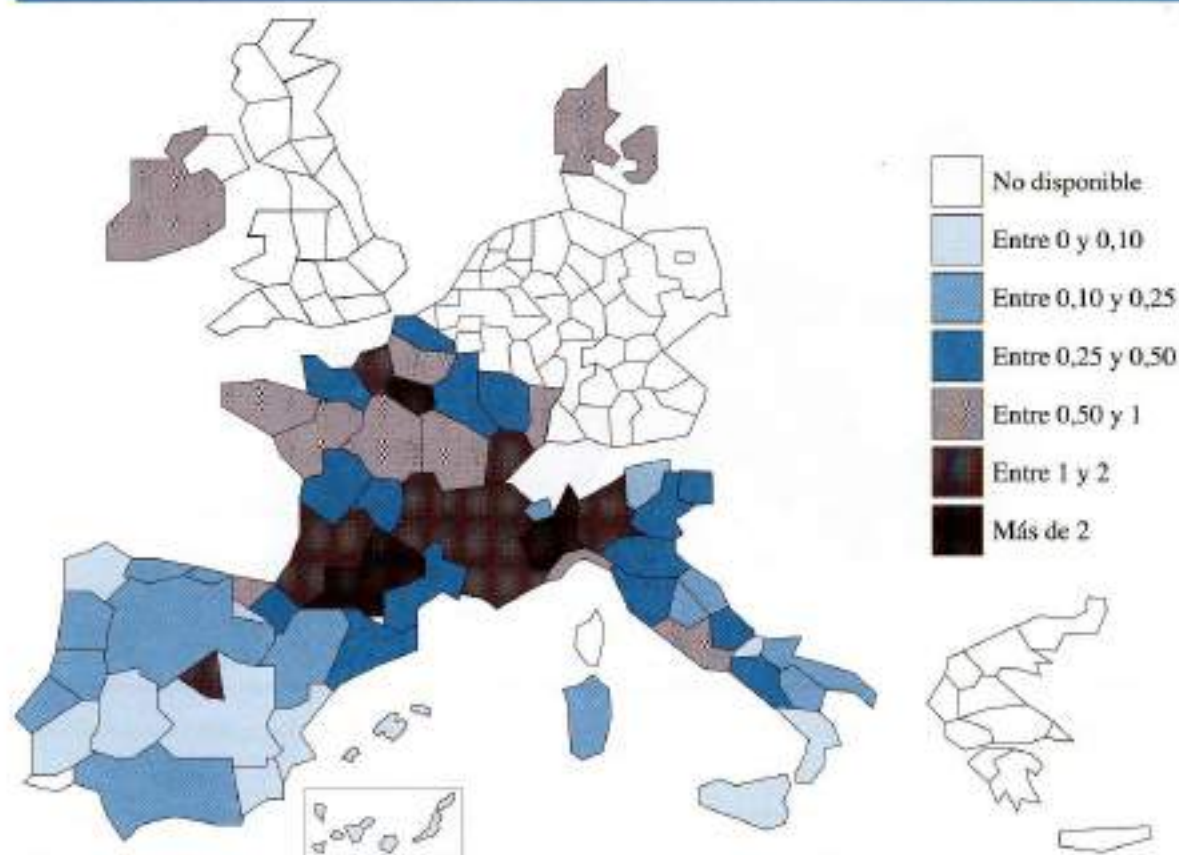 No disponible
Entre 0 y 0,10
Entre 0,10 y 0,25
Entre 0,25 y 0,50
Entre 0,50 y 1
Entre 1 y 2
Más de 2